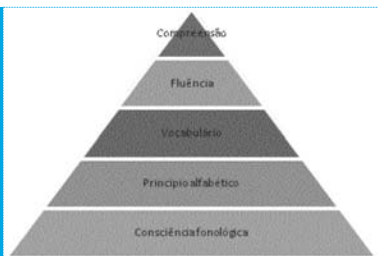 Compreensão
Fluência
Vocabulário
Princípio alfabético
Consciência fonológica